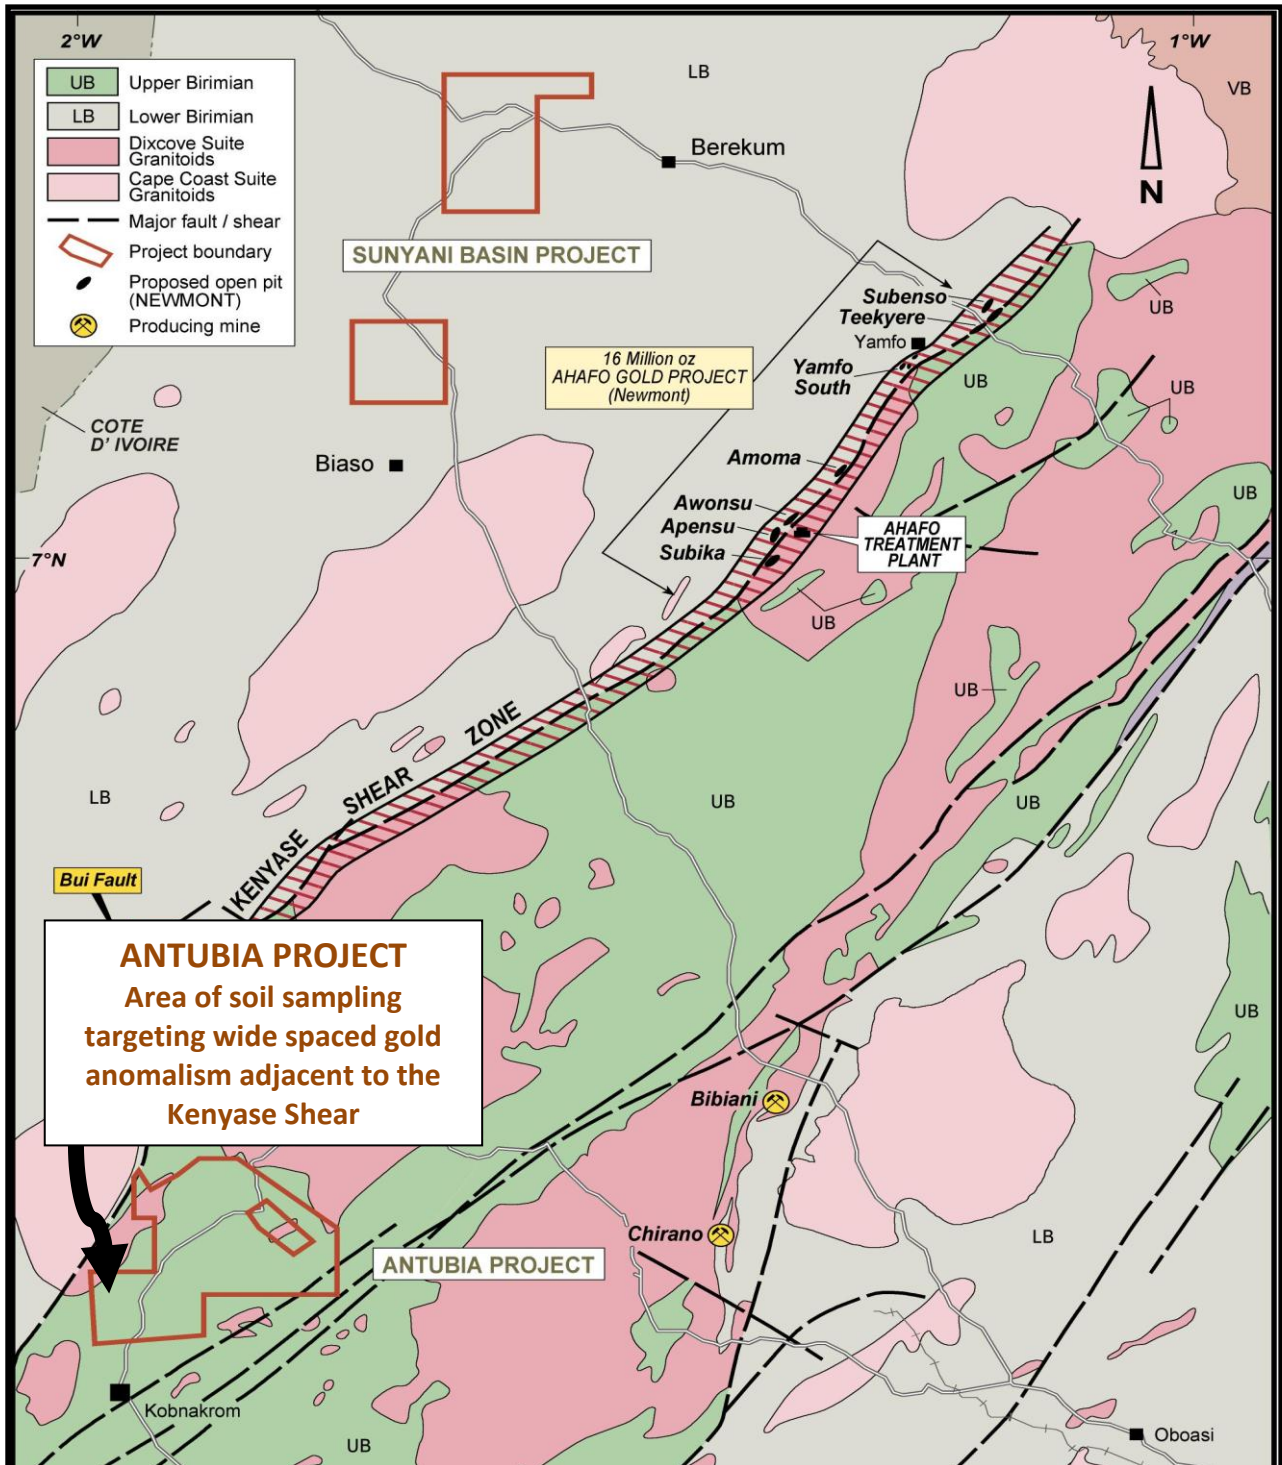 2°W
1°W
UB Upper Birimian
LB Lower Birimian
Dixcove Suite
Granitoids
Cape Coast Suite
Granitoids
Major fault / shear
Project boundary
Proposed open pit
(NEWMONT)
Producing mine
LB
VB
N
Berekum
SUNYANI BASIN PROJECT
Subenso
Teekyere
Yamfo
Yamfo
South
UB
UB
UB
16 Million oz
AHAFO GOLD PROJECT
(Newmont)
COTE
D' IVOIRE
Biaso
Amoma
Awonsu
Apensu
Subika
AHAFO
TREATMENT
PLANT
UB
7°N
UB
UB
KENYASE SHEAR ZONE
LB
UB
UB
Bui Fault
ANTUBIA PROJECT
Area of soil sampling
targeting wide spaced gold
anomalism adjacent to the
Kenyase Shear
UB
Bibiani
Chirano
LB
ANTUBIA PROJECT
Kobnakrom
UB
Oboasi